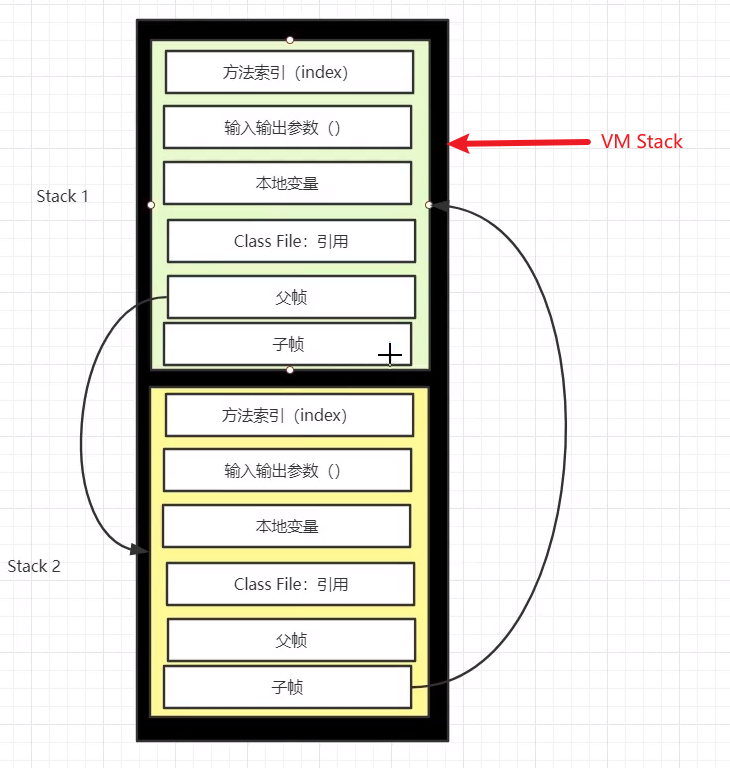 方法索引（index）
输入输出参数（）
VM Stack
本地变量
Stack 1
Class File：引用
父帧
子帧
方法索引（index）
输入输出参数（）
本地变量
Stack 2
Class File：引用
父帧
子帧